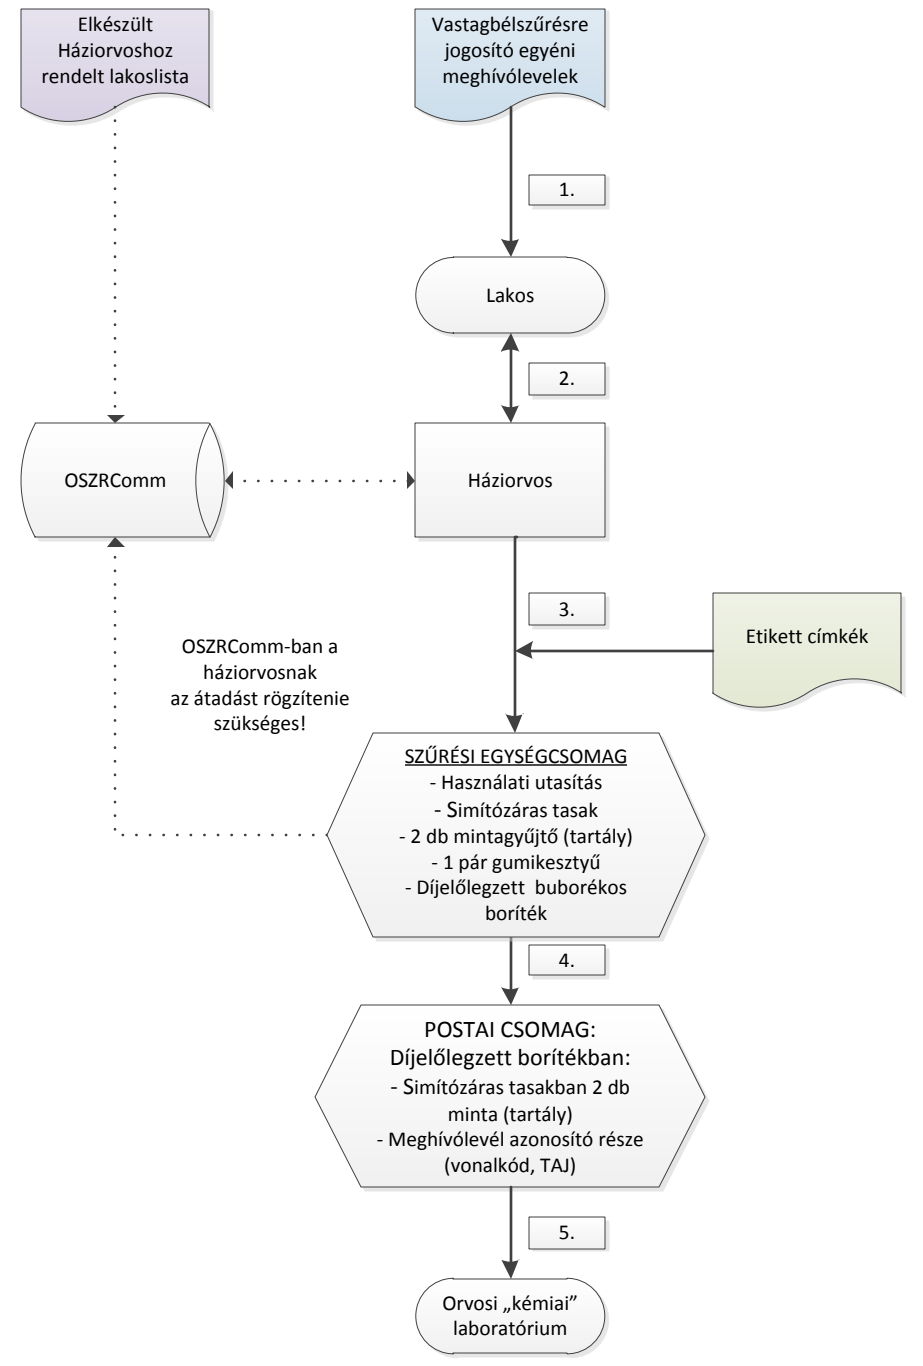 Elkészült
Háziorvoshoz
rendelt lakoslista
Vastagbélszűrésre
jogosító egyéni
meghívólevelek
1.
Lakos
2.
OSZRComm
Háziorvos
3.
Etikett címkék
OSZRComm-ban a
háziorvosnak
az átadást rögzítenie
szükséges!
SZŰRÉSI EGYSÉGCSOMAG
- Használati utasítás
- Simítózáras tasak
- 2 db mintagyűjtő (tartály)
- 1 pár gumikesztyű
- Díjelőlegzett  buborékos
boríték
4.
POSTAI CSOMAG:
Díjelőlegzett borítékban:
- Simítózáras tasakban 2 db
minta (tartály)
- Meghívólevél azonosító része
(vonalkód, TAJ)
5.
Orvosi „kémiai”
laboratórium